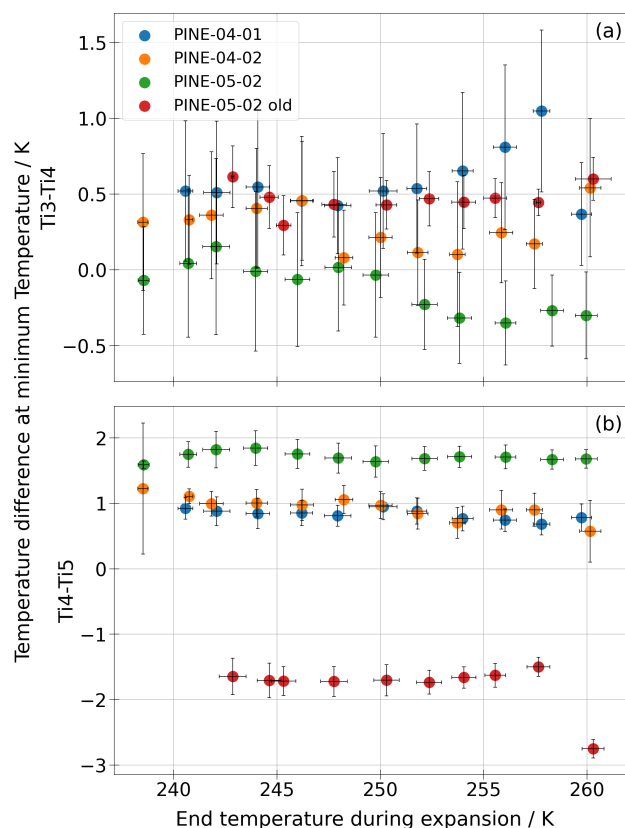 (a)
PINE-04-01
PINE-04-02
PINE-05-02
PINE-05-02 old
1.5
1.0
0.5
0.0
−0.5
Ti3-Ti4
Temperature difference at minimum Temperature / K
(b)
2
1
0
−1
−2
−3
Ti4-Ti5
240
245
250
255
260
End temperature during expansion / K